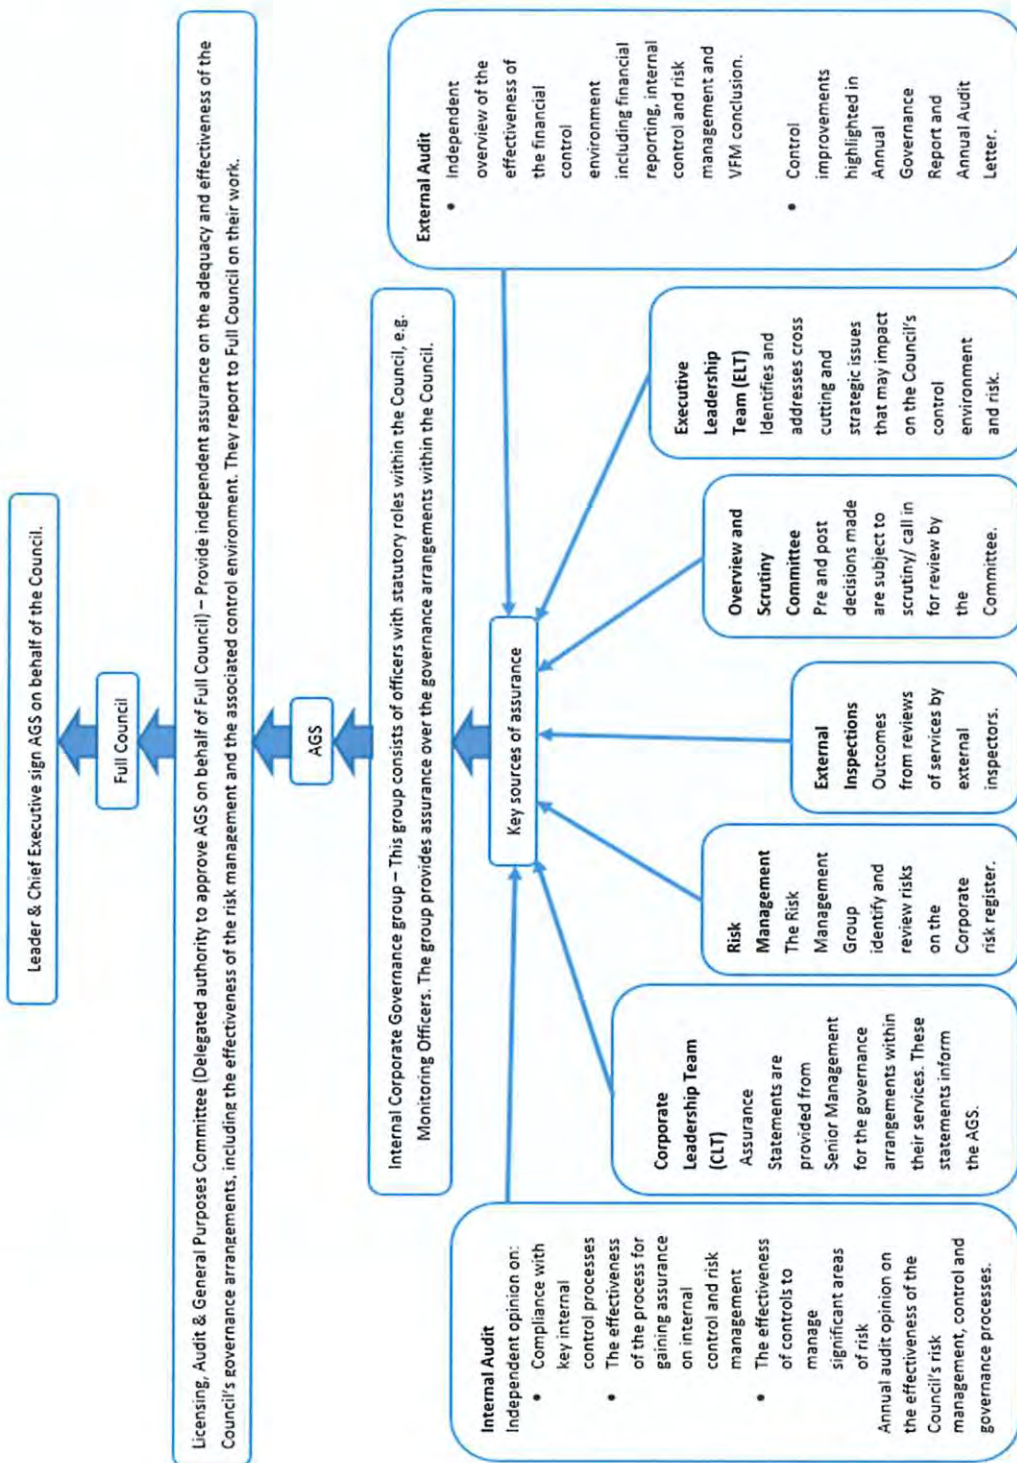 Leader & Chief Executive sign AGS on behalf of the Council.
Full Council
Licensing, Audit & General Purposes Committee (Delegated authority to approve AGS on behalf of Full Council) – Provide independent assurance on the adequacy and effectiveness of the
Council's governance arrangements, including the effectiveness of the risk management and the associated control environment. They report to Full Council on their work.
AGS
Internal Corporate Governance group – This group consists of officers with statutory roles within the Council, e.g.
Monitoring Officers. The group provides assurance over the governance arrangements within the Council.
Key sources of assurance
Internal Audit
Independent opinion on:
• Compliance with
key internal
control processes
• The effectiveness
of the process for
gaining assurance
on internal
control and risk
management
• The effectiveness
of controls to
manage
significant areas
of risk
Annual audit opinion on
the effectiveness of the
Council's risk
management, control and
governance processes.
Corporate
Leadership Team
(CLT)
Assurance
Statements are
provided from
Senior Management
for the governance
arrangements within
their services. These
statements inform
the AGS.
Risk
Management
The Risk
Management
Group
identify and
review risks
on the
Corporate
risk register.
External
Inspections
Outcomes
from reviews
of services by
external
inspectors.
Overview and
Scrutiny
Committee
Pre and post
decisions made
are subject to
scrutiny/ call in
for review by
the
Committee.
Executive
Leadership
Team (ELT)
Identifies and
addresses cross
cutting and
strategic issues
that may impact
on the Council's
control
environment
and risk.
External Audit
• Independent
overview of the
effectiveness of
the financial
control
environment
including financial
reporting, internal
control and risk
management and
VFM conclusion.
• Control
improvements
highlighted in
Annual
Governance
Report and
Annual Audit
Letter.